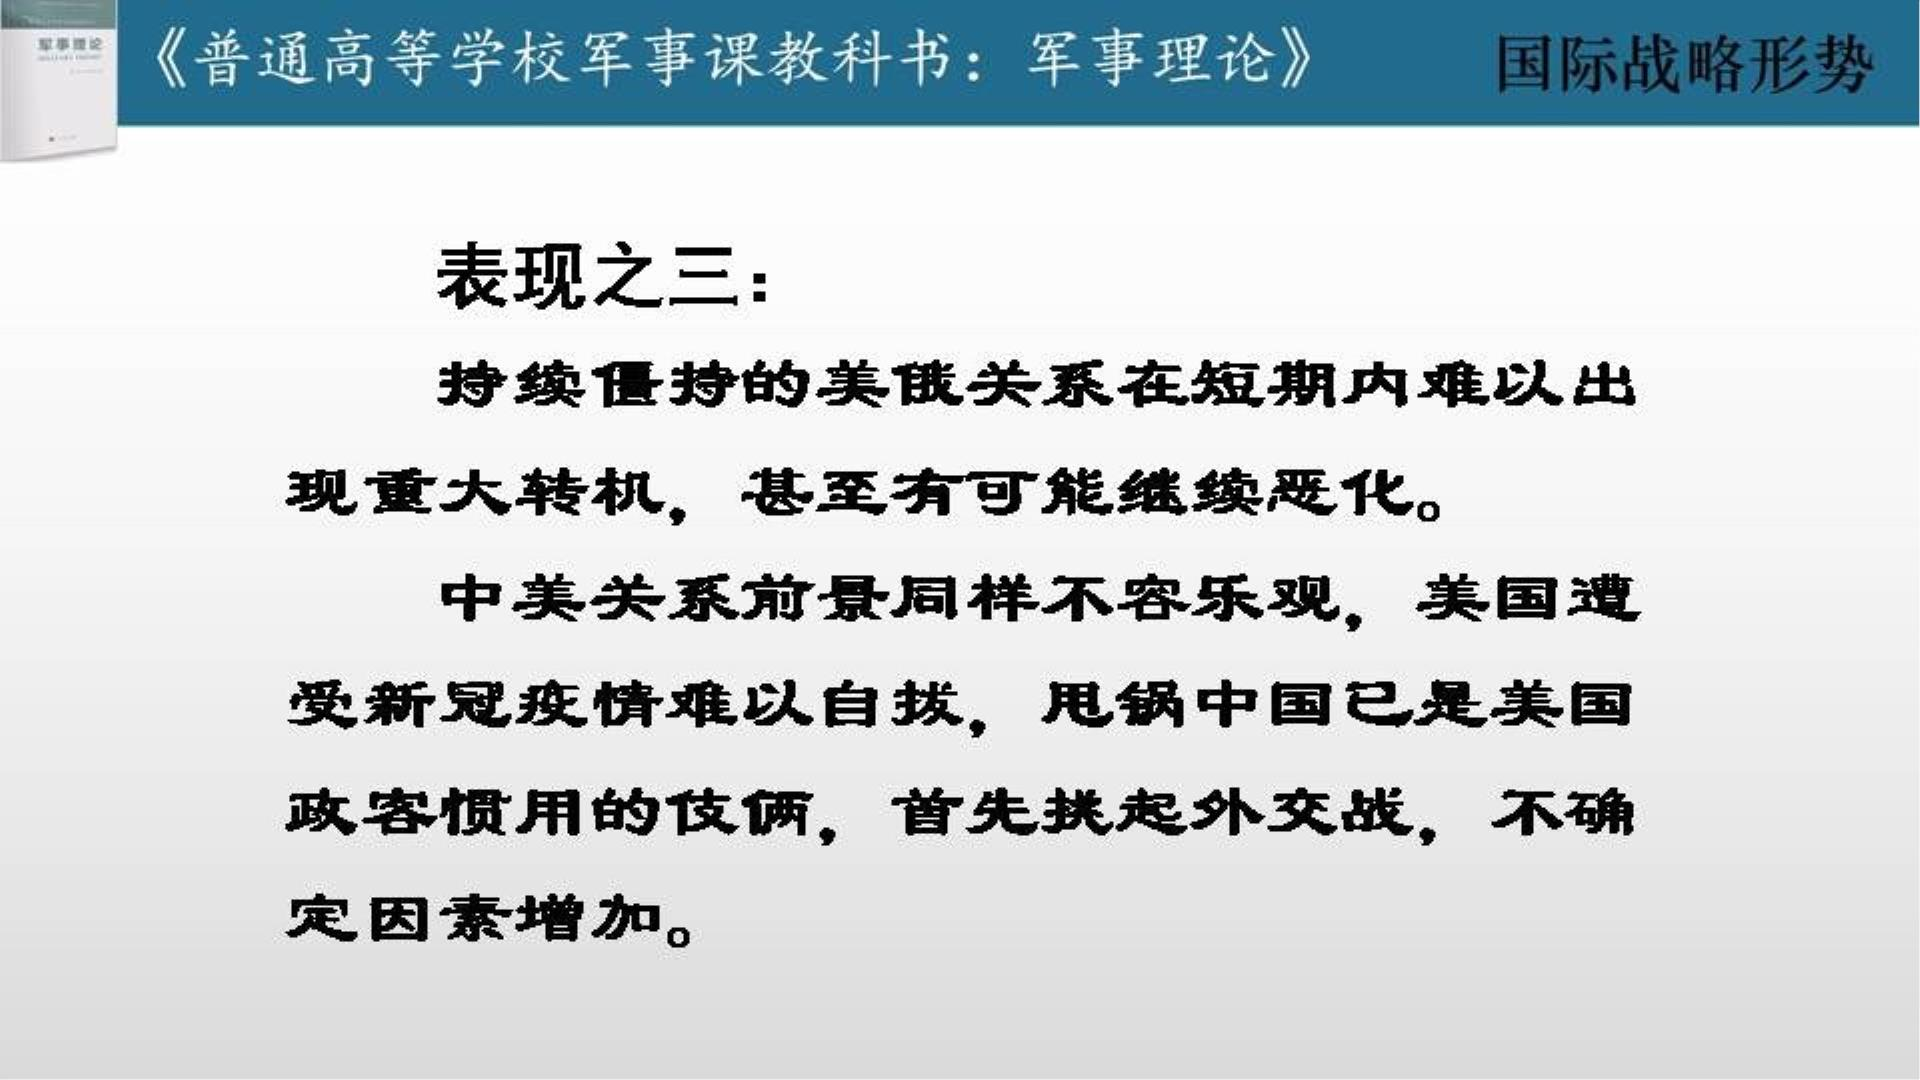 军事理论
《普通高等学校军事课教科书：军事理论》
国际战略形势
表现之三：
持续僵持的美俄关系在短期内难以出
现重大转机，甚至有可能继续恶化。
中美关系前景同样不容乐观，美国遭
受新冠疫情难以自拔，甩锅中国已是美国
政客惯用的伎俩，首先挑起外交战，不确
定因素增加。